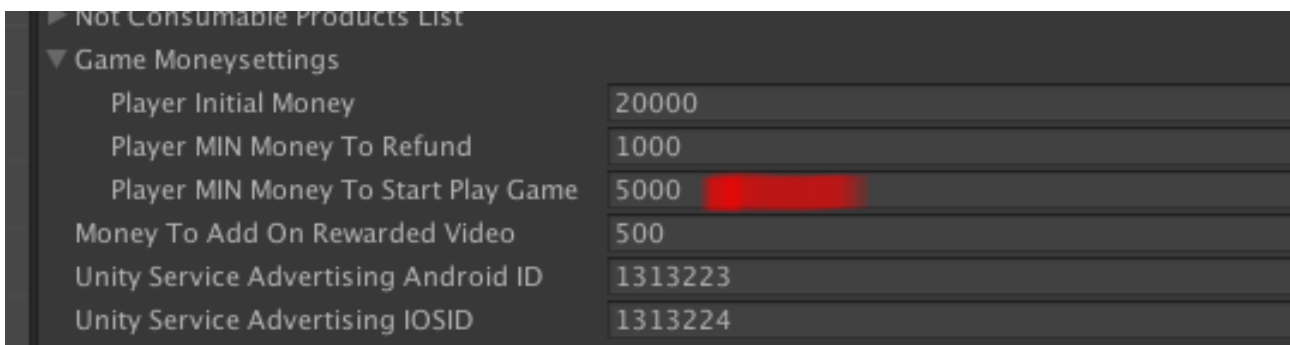 Not Consumable Products List
Game Moneysettings
Player Initial Money 20000
Player MIN Money To Refund 1000
Player MIN Money To Start Play Game 5000
Money To Add On Rewarded Video 500
Unity Service Advertising Android ID 1313223
Unity Service Advertising IOSID 1313224